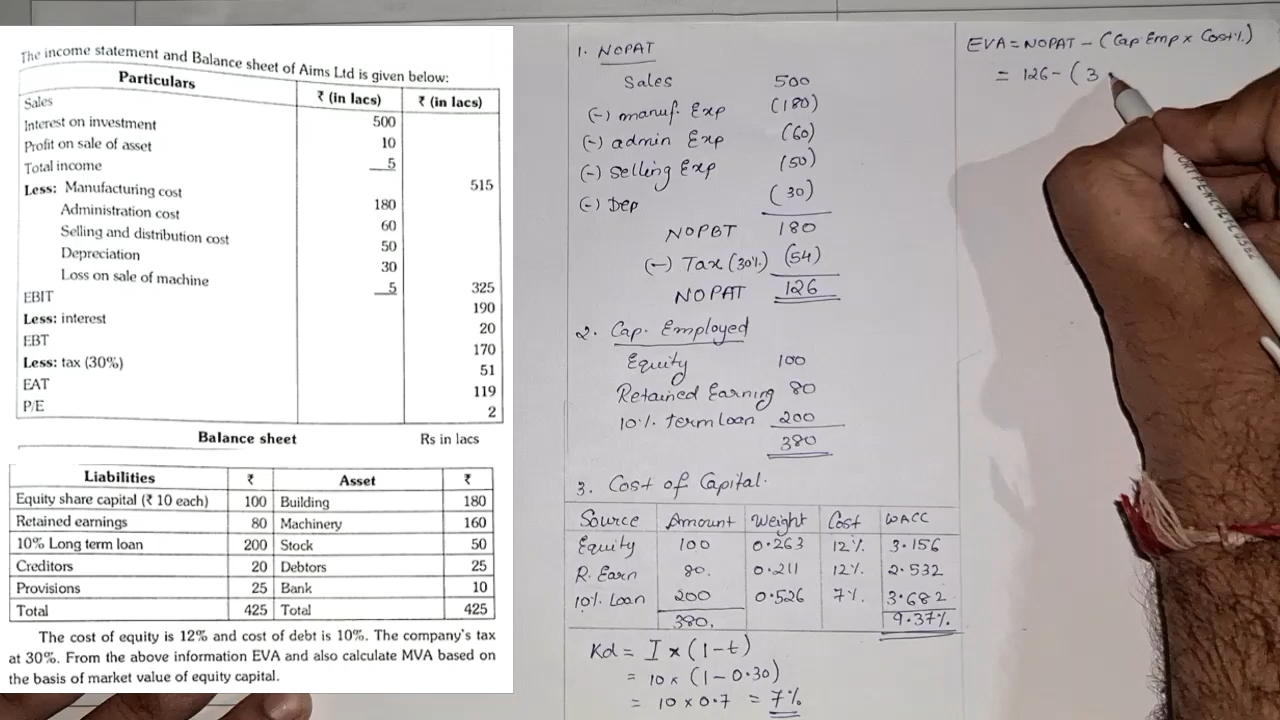 The income statement and Balance sheet of Aims Ltd is given below:
Particulars ₹ (in lacs) ₹ (in lacs)
Sales 500
Interest on investment 10
Profit on sale of asset 5
Total income 515
Less: Manufacturing cost 180
Administration cost 60
Selling and distribution cost 50
Depreciation 30
Loss on sale of machine 5 325
EBIT 190
Less: interest 20
EBT 170
Less: tax (30%) 51
EAT 119
P/E 2
Balance sheet Rs in lacs
Liabilities ₹ Asset ₹
Equity share capital (₹ 10 each) 100 Building 180
Retained earnings 80 Machinery 160
10% Long term loan 200 Stock 50
Creditors 20 Debtors 25
Provisions 25 Bank 10
Total 425 Total 425
The cost of equity is 12% and cost of debt is 10%. The company's tax
at 30%. From the above information EVA and also calculate MVA based on
the basis of market value of equity capital.
1. NOPAT
Sales 500
(-) manuf. Exp (180)
(-) admin Exp (60)
(-) Selling Exp (50)
(-) Dep (30)
NOPBT 180
(-) Tax (30%) (54)
NOPAT 126
2. Cap. Employed
Equity 100
Retained Earning 80
10% term loan 200
380
3. Cost of Capital.
Source Amount Weight Cost WACC
Equity 100 0.263 12% 3.156
R. Earn 80. 0.211 12% 2.532
10% Loan 200 0.526 7% 3.682
380. 9.37%
Kd = I × (1-t)
= 10 × (1-0.30)
= 10 × 0.7 = 7%
EVA = NOPAT - (Cap Emp × Cost%)
= 126 - (3